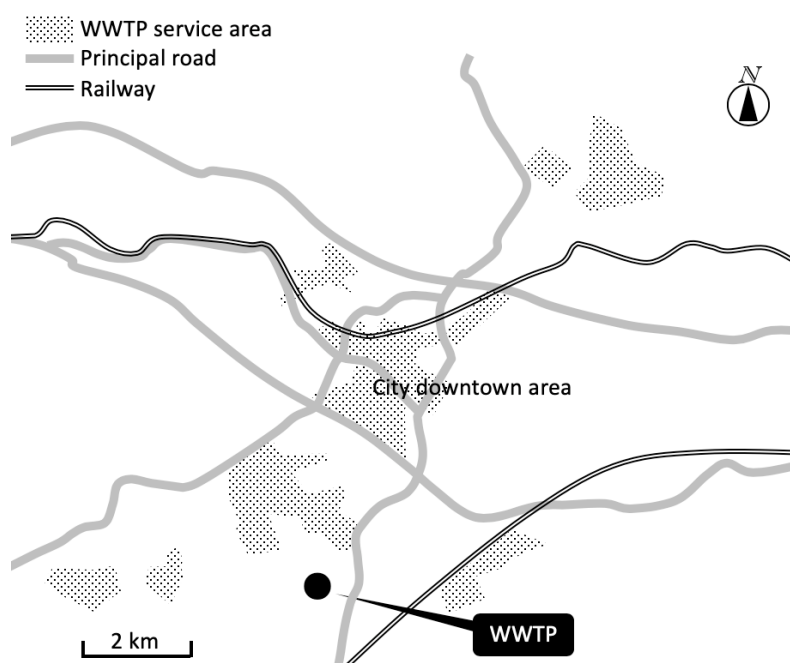 WWTP service area
Principal road
Railway
N
City downtown area
2 km
WWTP